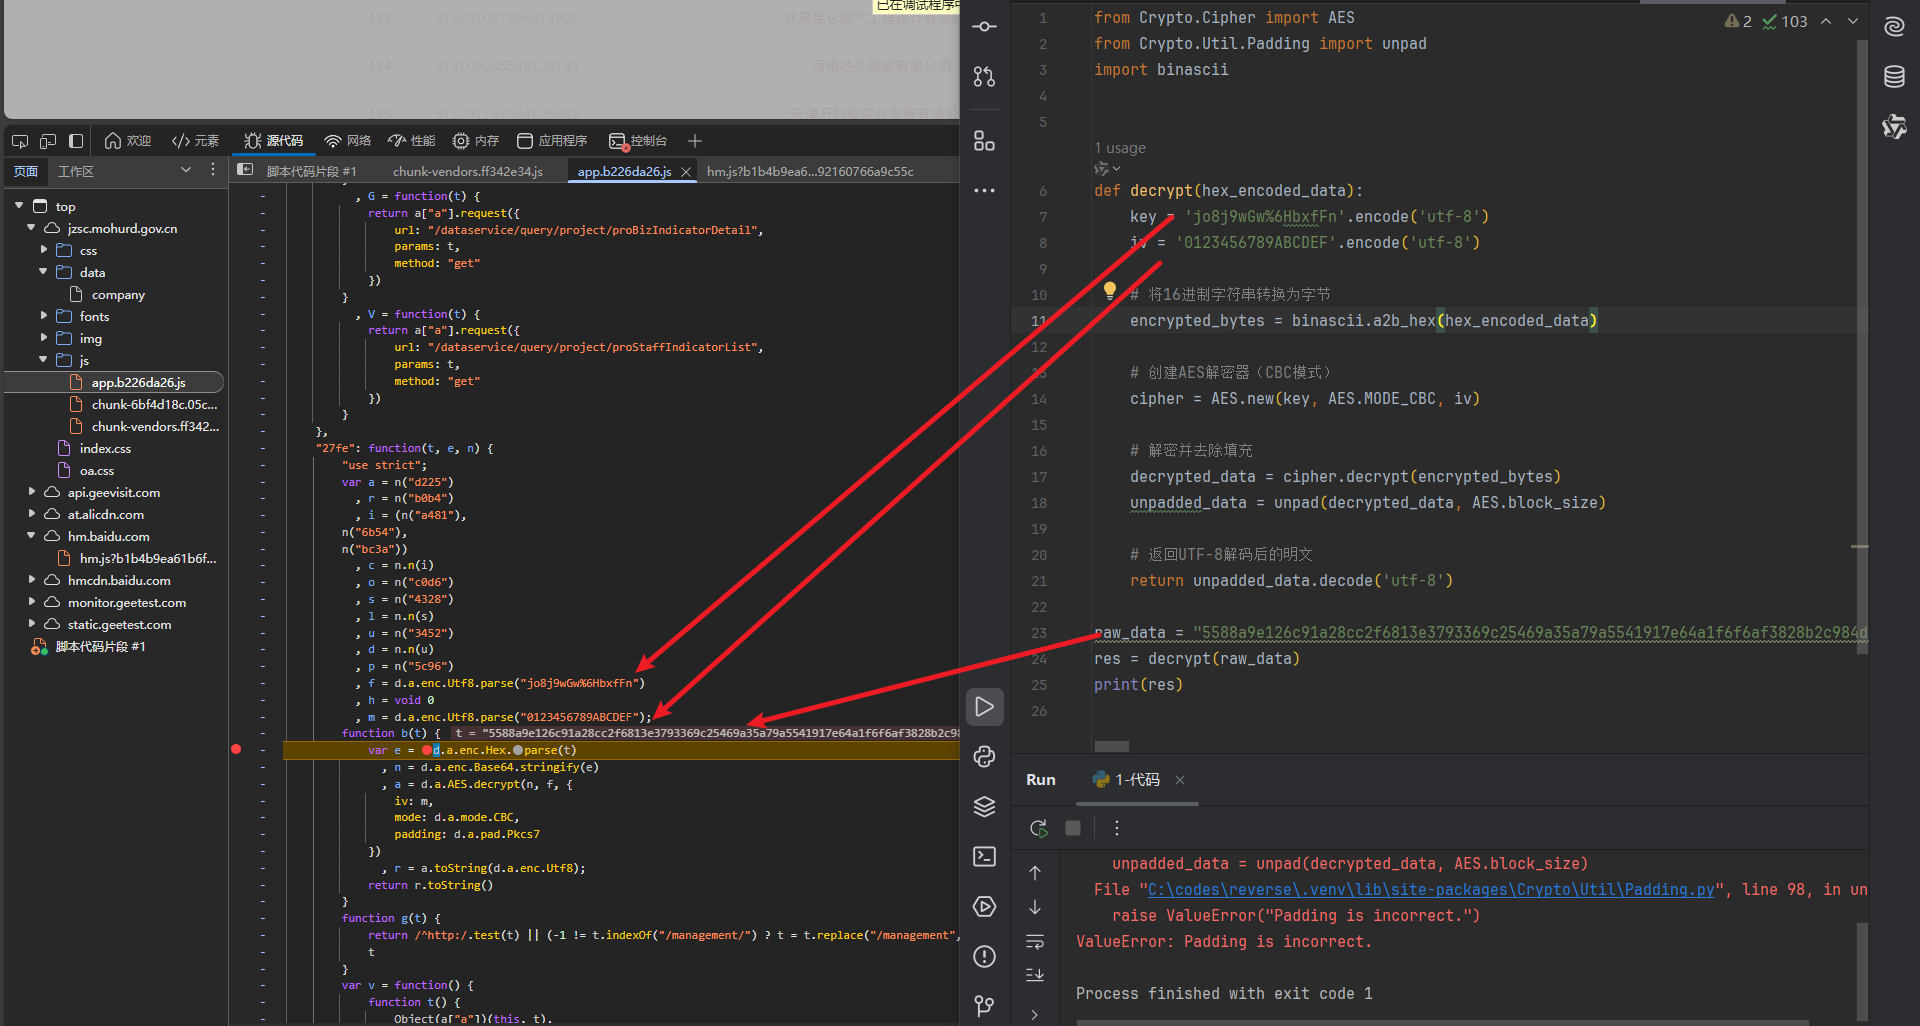 已在调试程序中
133 91620102789621492F 甘肃昆仑燃气工程设计有限公
134 914109005542128143 河南地久勘察有限公司
135 天津万利成实业发展有限公
欢迎 元素 源代码 网络 性能 内存 应用程序 控制台
页面 工作区
脚本代码片段 #1 chunk-vendors.ff342e34.js app.b226da26.js hm.js?b1b4b9ea6...92160766a9c55c
top
jzsc.mohurd.gov.cn
css
data
company
fonts
img
js
app.b226da26.js
chunk-6bf4d18c.05c...
chunk-vendors.ff342...
index.css
oa.css
api.geevisit.com
at.alicdn.com
hm.baidu.com
hm.js?b1b4b9ea61b6f...
hmcdn.baidu.com
monitor.geetest.com
static.geetest.com
脚本代码片段 #1
, G = function(t) {
return a["a"].request({
url: "/dataservice/query/project/proBizIndicatorDetail",
params: t,
method: "get"
})
}
, V = function(t) {
return a["a"].request({
url: "/dataservice/query/project/proStaffIndicatorList",
params: t,
method: "get"
})
}
},
"27fe": function(t, e, n) {
"use strict";
var a = n("d225")
, r = n("b0b4")
, i = (n("a481"),
n("6b54"),
n("bc3a"))
, c = n.n(i)
, o = n("c0d6")
, s = n("4328")
, l = n.n(s)
, u = n("3452")
, d = n.n(u)
, p = n("5c96")
, f = d.a.enc.Utf8.parse("jo8j9wGw%6HbxfFn")
, h = void 0
, m = d.a.enc.Utf8.parse("0123456789ABCDEF");
function b(t) { t = "5588a9e126c91a28cc2f6813e3793369c25469a35a79a5541917e64a1f6f6af3828b2c98
var e = d.a.enc.Hex.parse(t)
, n = d.a.enc.Base64.stringify(e)
, a = d.a.AES.decrypt(n, f, {
iv: m,
mode: d.a.mode.CBC,
padding: d.a.pad.Pkcs7
})
, r = a.toString(d.a.enc.Utf8);
return r.toString()
}
function g(t) {
return /^http:/.test(t) || (-1 != t.indexOf("/management/") ? t = t.replace("/management",
t
}
var v = function() {
function t() {
Object(a["a"])(this, t),
2 103
1 from Crypto.Cipher import AES
2 from Crypto.Util.Padding import unpad
3 import binascii
4
5
1 usage
6 def decrypt(hex_encoded_data):
7 key = 'jo8j9wGw%6HbxfFn'.encode('utf-8')
8 iv = '0123456789ABCDEF'.encode('utf-8')
9
10 # 将16进制字符串转换为字节
11 encrypted_bytes = binascii.a2b_hex(hex_encoded_data)
12
13 # 创建AES解密器（CBC模式）
14 cipher = AES.new(key, AES.MODE_CBC, iv)
15
16 # 解密并去除填充
17 decrypted_data = cipher.decrypt(encrypted_bytes)
18 unpadded_data = unpad(decrypted_data, AES.block_size)
19
20 # 返回UTF-8解码后的明文
21 return unpadded_data.decode('utf-8')
22
23 raw_data = "5588a9e126c91a28cc2f6813e3793369c25469a35a79a5541917e64a1f6f6af3828b2c984d
24 res = decrypt(raw_data)
25 print(res)
26
Run 1-代码
unpadded_data = unpad(decrypted_data, AES.block_size)
File "C:\codes\reverse\.venv\lib\site-packages\Crypto\Util\Padding.py", line 98, in un
raise ValueError("Padding is incorrect.")
ValueError: Padding is incorrect.
Process finished with exit code 1